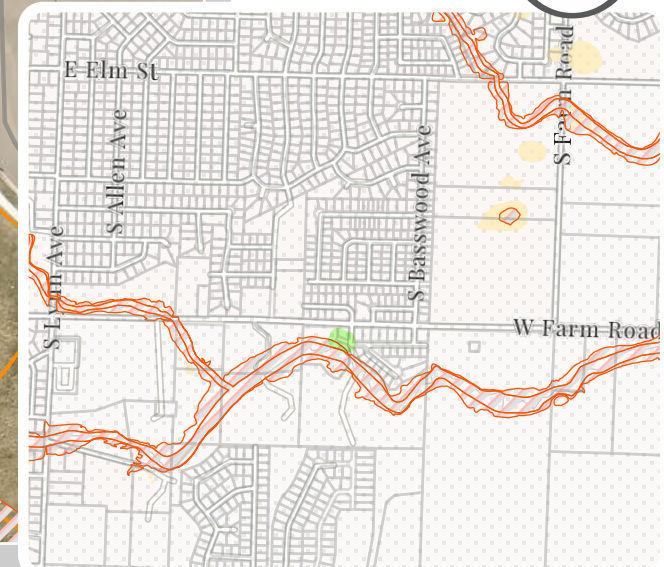 E Elm St
S Farm Road
S Allen Ave
S Basswood Ave
S Lynn Ave
W Farm Road